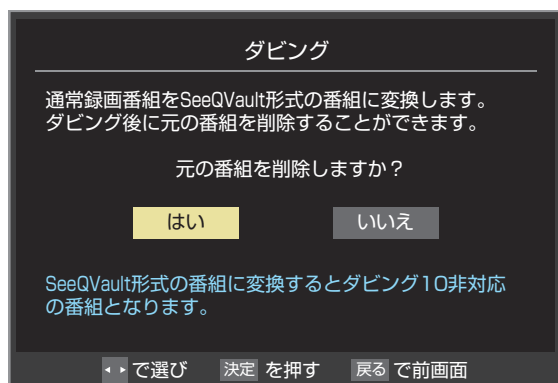 ダビング
通常録画番組をSeeQVault形式の番組に変換します。
ダビング後に元の番組を削除することができます。
元の番組を削除しますか？
はい いいえ
SeeQVault形式の番組に変換するとダビング10非対応
の番組となります。
で選び 決定 を押す 戻る で前画面